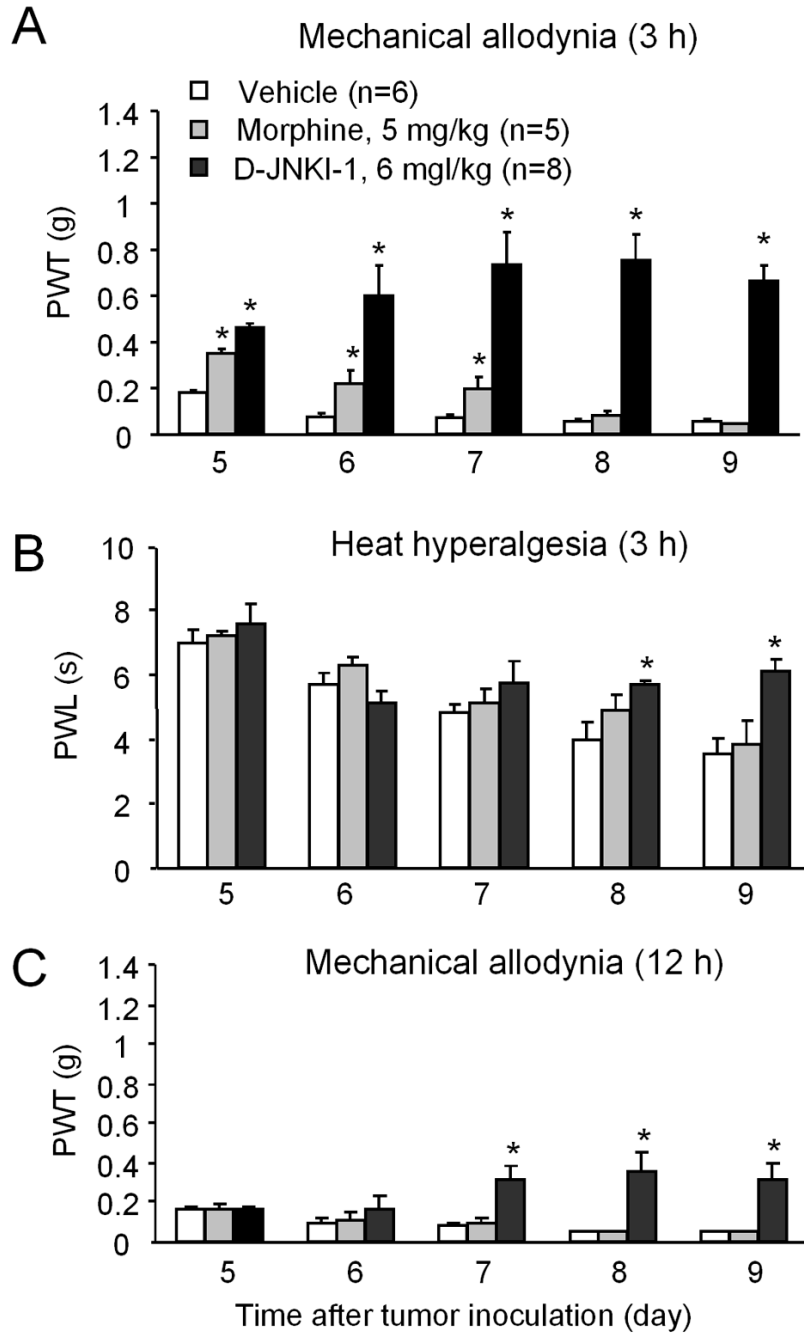 A
Mechanical allodynia (3 h)
Vehicle (n=6)
Morphine, 5 mg/kg (n=5)
D-JNKI-1, 6 mgl/kg (n=8)
PWT (g)
1.4
1.2
1
0.8
0.6
0.4
0.2
0
* * * * * * * *
5 6 7 8 9
B
Heat hyperalgesia (3 h)
PWL (s)
10
8
6
4
2
0
* *
5 6 7 8 9
C
Mechanical allodynia (12 h)
PWT (g)
1.4
1.2
1
0.8
0.6
0.4
0.2
0
* * *
5 6 7 8 9
Time after tumor inoculation (day)